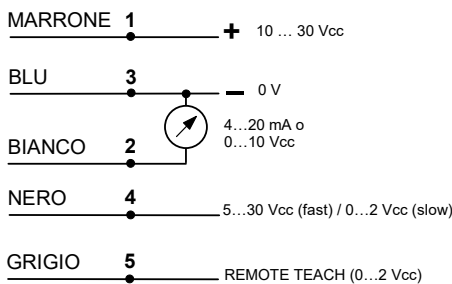 MARRONE 1 + 10 … 30 Vcc
BLU 3 − 0 V
4…20 mA o
0…10 Vcc
BIANCO 2
NERO 4 5…30 Vcc (fast) / 0…2 Vcc (slow)
GRIGIO 5 REMOTE TEACH (0…2 Vcc)